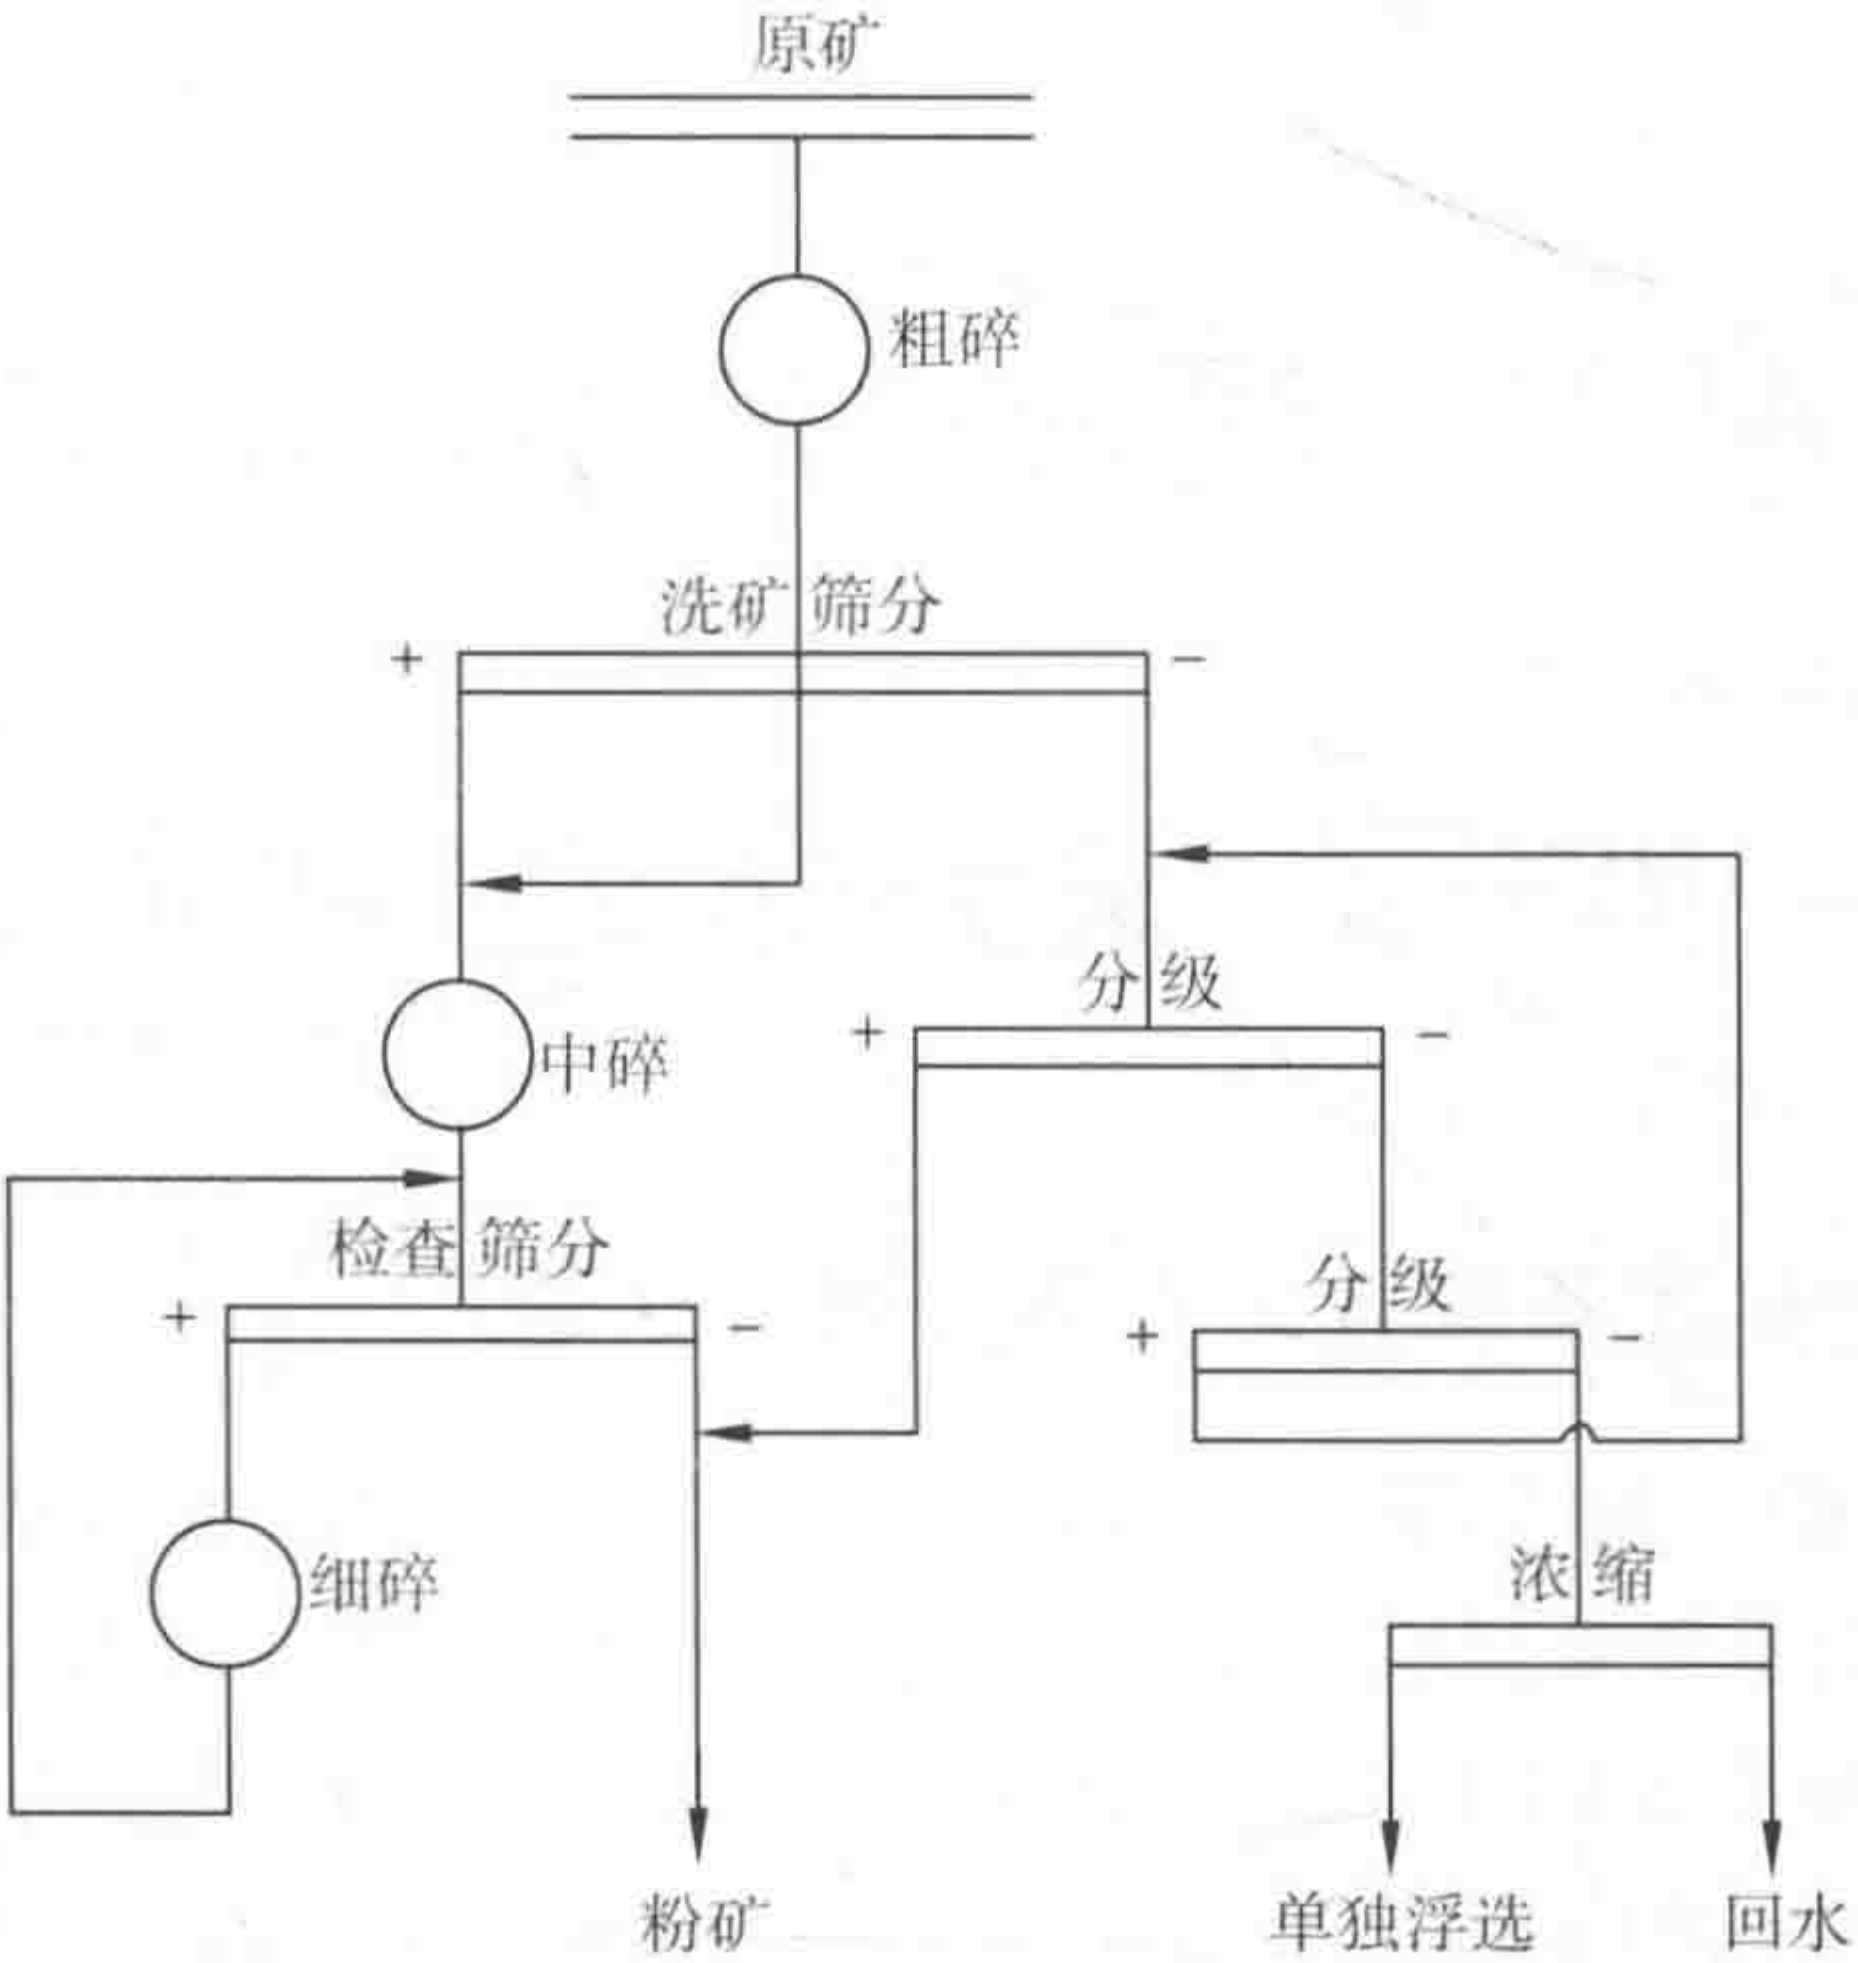 原矿
粗碎
洗矿筛分
+
−
分级
+
−
中碎
检查筛分
+
−
分级
+
−
细碎
浓缩
粉矿
单独浮选
回水